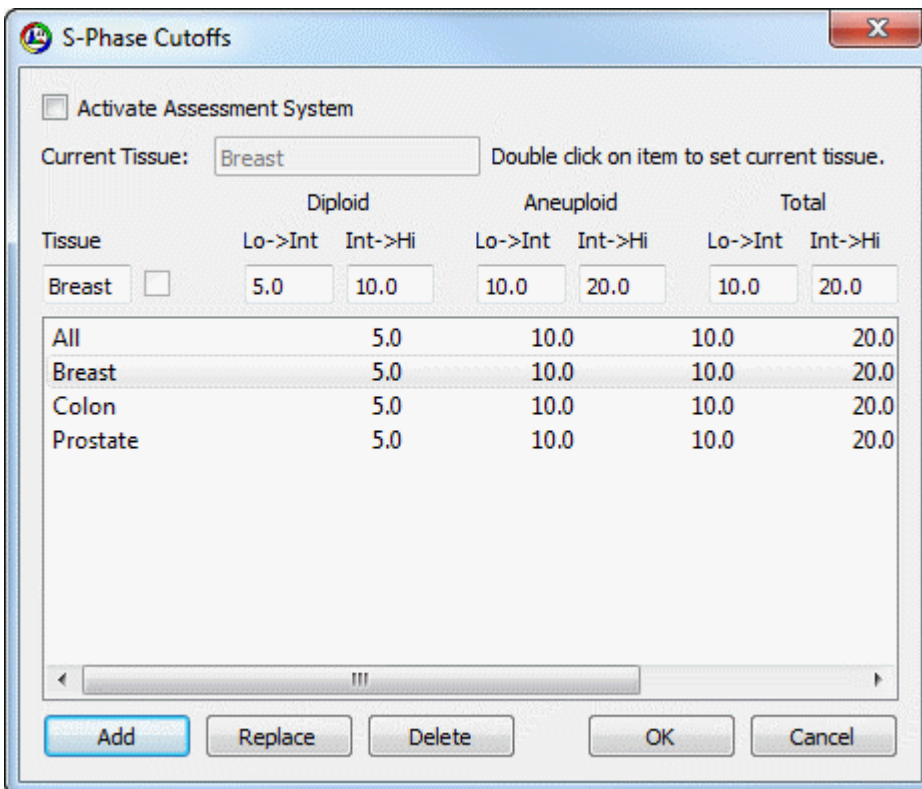 S-Phase Cutoffs
Activate Assessment System
Current Tissue: Breast Double click on item to set current tissue.
Diploid Aneuploid Total
Tissue Lo->Int Int->Hi Lo->Int Int->Hi Lo->Int Int->Hi
Breast 5.0 10.0 10.0 20.0 10.0 20.0
All 5.0 10.0 10.0 20.0
Breast 5.0 10.0 10.0 20.0
Colon 5.0 10.0 10.0 20.0
Prostate 5.0 10.0 10.0 20.0
Add Replace Delete OK Cancel